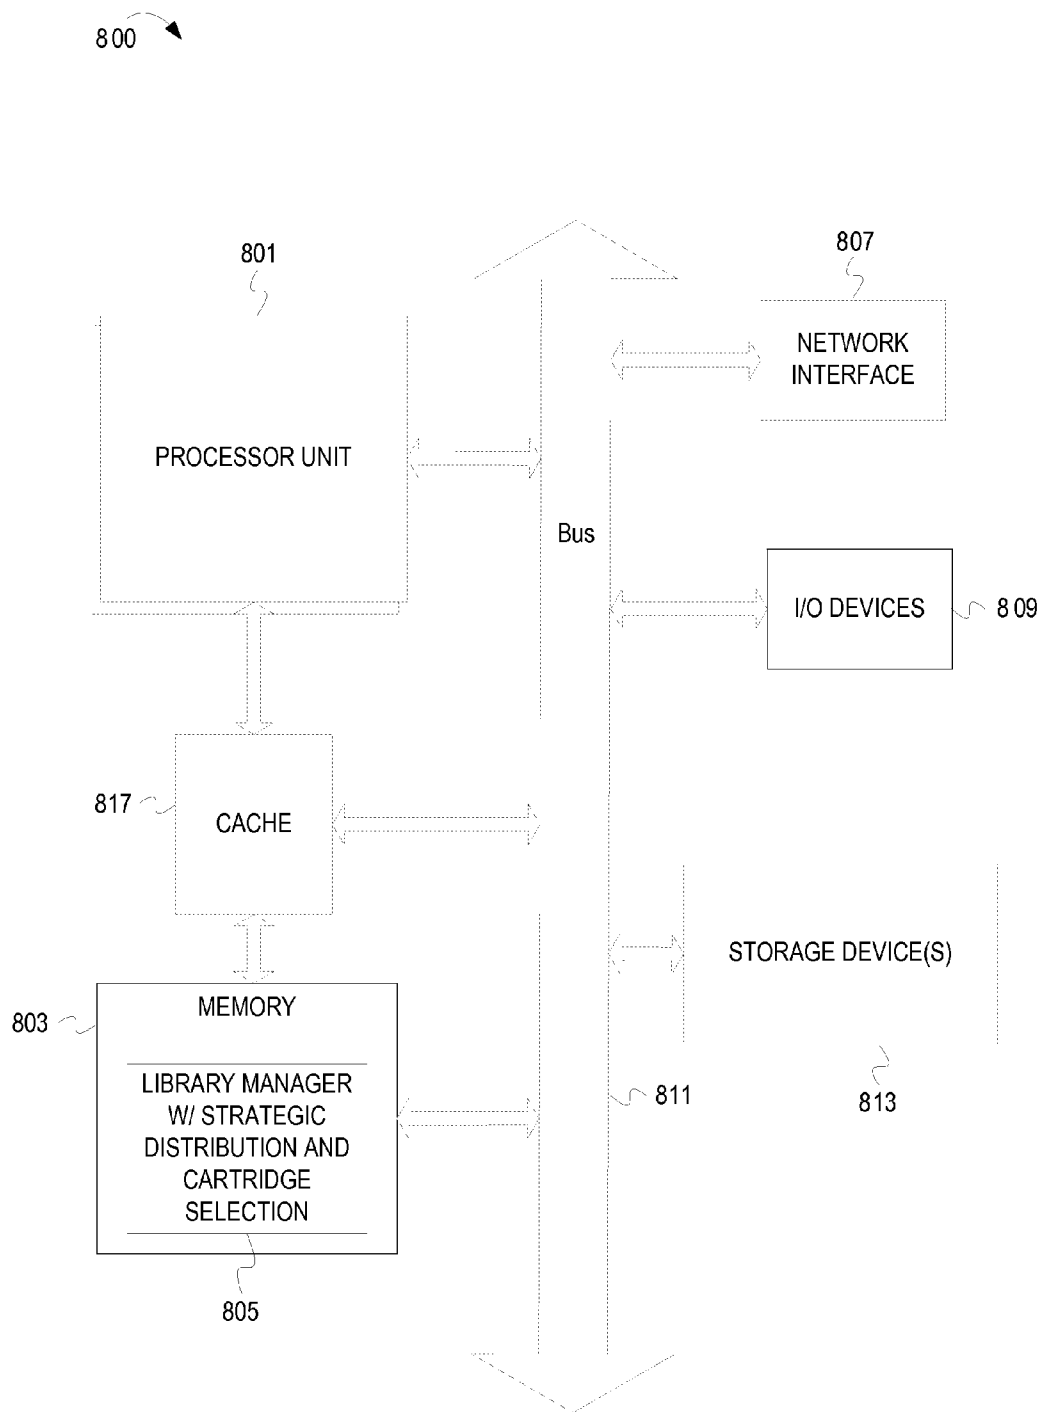 800
801
807
NETWORK
INTERFACE
PROCESSOR UNIT
Bus
I/O DEVICES
809
817
CACHE
STORAGE DEVICE(S)
803
MEMORY
811
813
LIBRARY MANAGER
W/ STRATEGIC
DISTRIBUTION AND
CARTRIDGE
SELECTION
805